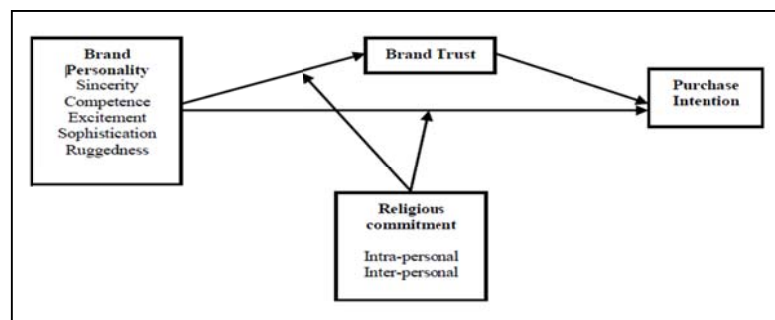 Brand
Personality
Sincerity
Competence
Excitement
Sophistication
Ruggedness
Brand Trust
Purchase
Intention
Religious
commitment
Intra-personal
Inter-personal